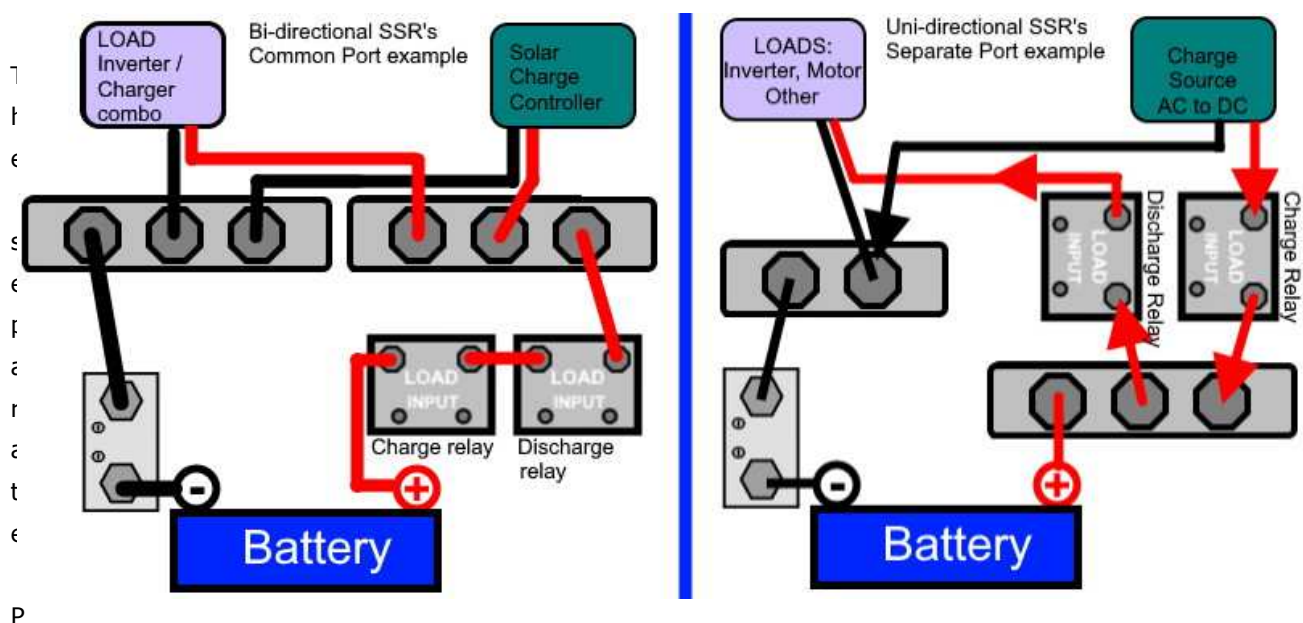 LOAD
Inverter /
Charger
combo
Bi-directional SSR's
Common Port example
Solar
Charge
Controller
LOAD
INPUT
LOAD
INPUT
Charge relay
Discharge
relay
-
+
Battery
LOADS:
Inverter, Motor
Other
Uni-directional SSR's
Separate Port example
Charge
Source
AC to DC
LOAD
INPUT
Discharge Relay
LOAD
INPUT
Charge Relay
-
+
Battery